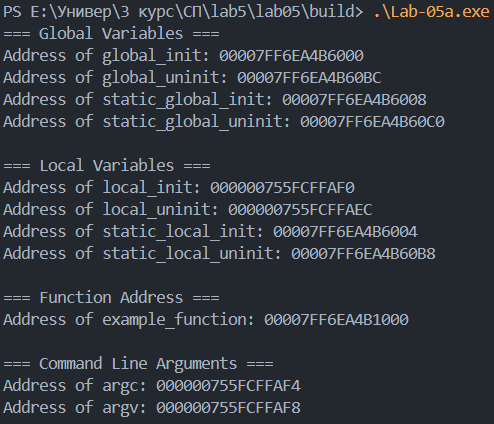 PS E:\Универ\3 курс\СП\lab5\lab05\build> .\Lab-05a.exe
=== Global Variables ===
Address of global_init: 00007FF6EA4B6000
Address of global_uninit: 00007FF6EA4B60BC
Address of static_global_init: 00007FF6EA4B6008
Address of static_global_uninit: 00007FF6EA4B60C0

=== Local Variables ===
Address of local_init: 000000755FCFFAF0
Address of local_uninit: 000000755FCFFAEC
Address of static_local_init: 00007FF6EA4B6004
Address of static_local_uninit: 00007FF6EA4B60B8

=== Function Address ===
Address of example_function: 00007FF6EA4B1000

=== Command Line Arguments ===
Address of argc: 000000755FCFFAF4
Address of argv: 000000755FCFFAF8